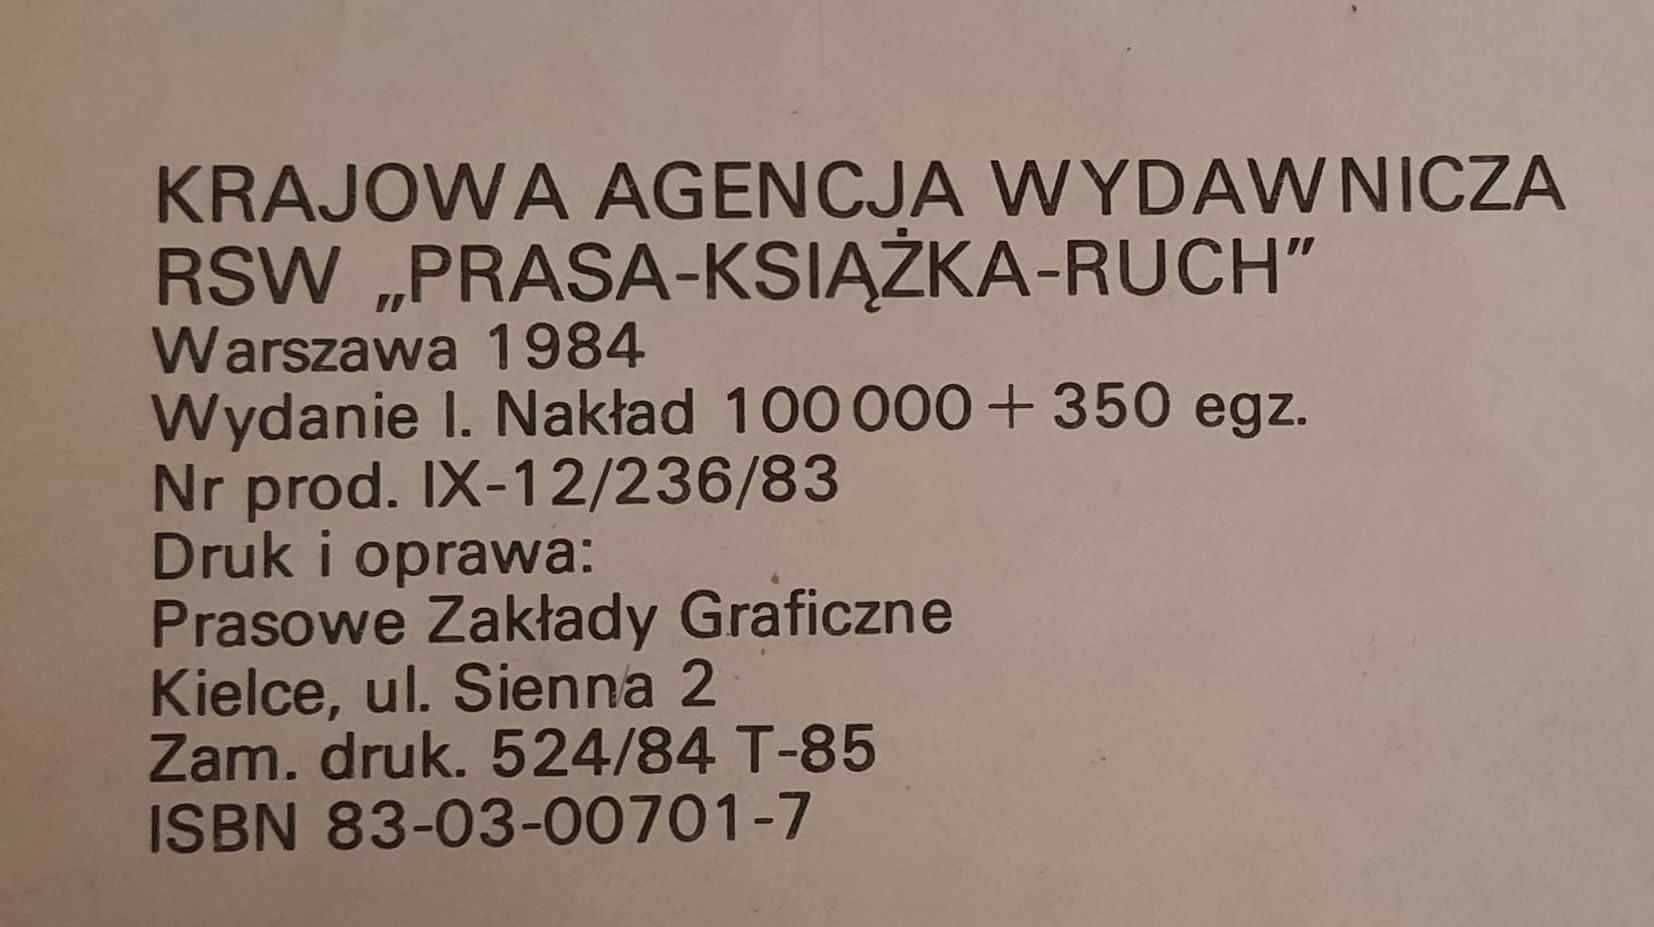 KRAJOWA AGENCJA WYDAWNICZA
RSW „PRASA-KSIĄŻKA-RUCH”
Warszawa 1984
Wydanie I. Nakład 100 000 + 350 egz.
Nr prod. IX-12/236/83
Druk i oprawa:
Prasowe Zakłady Graficzne
Kielce, ul. Sienna 2
Zam. druk. 524/84 T-85
ISBN 83-03-00701-7